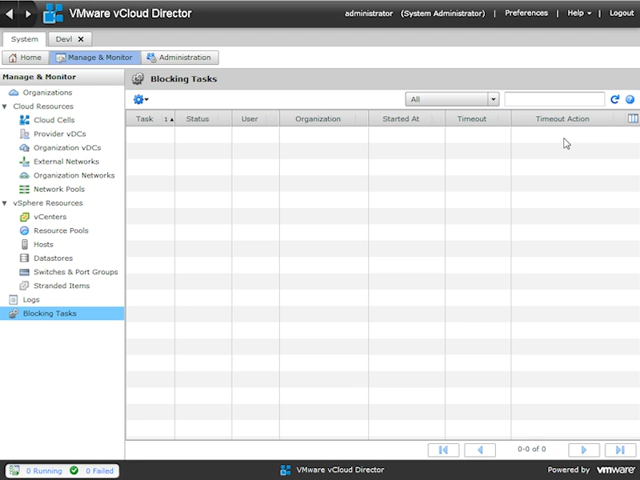 VMware vCloud Director
administrator (System Administrator) | Preferences | Help | Logout
System Devl
Home Manage & Monitor Administration
Manage & Monitor
Blocking Tasks
Organizations
Cloud Resources
Cloud Cells
Provider vDCs
Organization vDCs
External Networks
Organization Networks
Network Pools
vSphere Resources
vCenters
Resource Pools
Hosts
Datastores
Switches & Port Groups
Stranded Items
Logs
Blocking Tasks
All
Task 1 Status User Organization Started At Timeout Timeout Action
0-0 of 0
0 Running 0 Failed
VMware vCloud Director
Powered by vmware